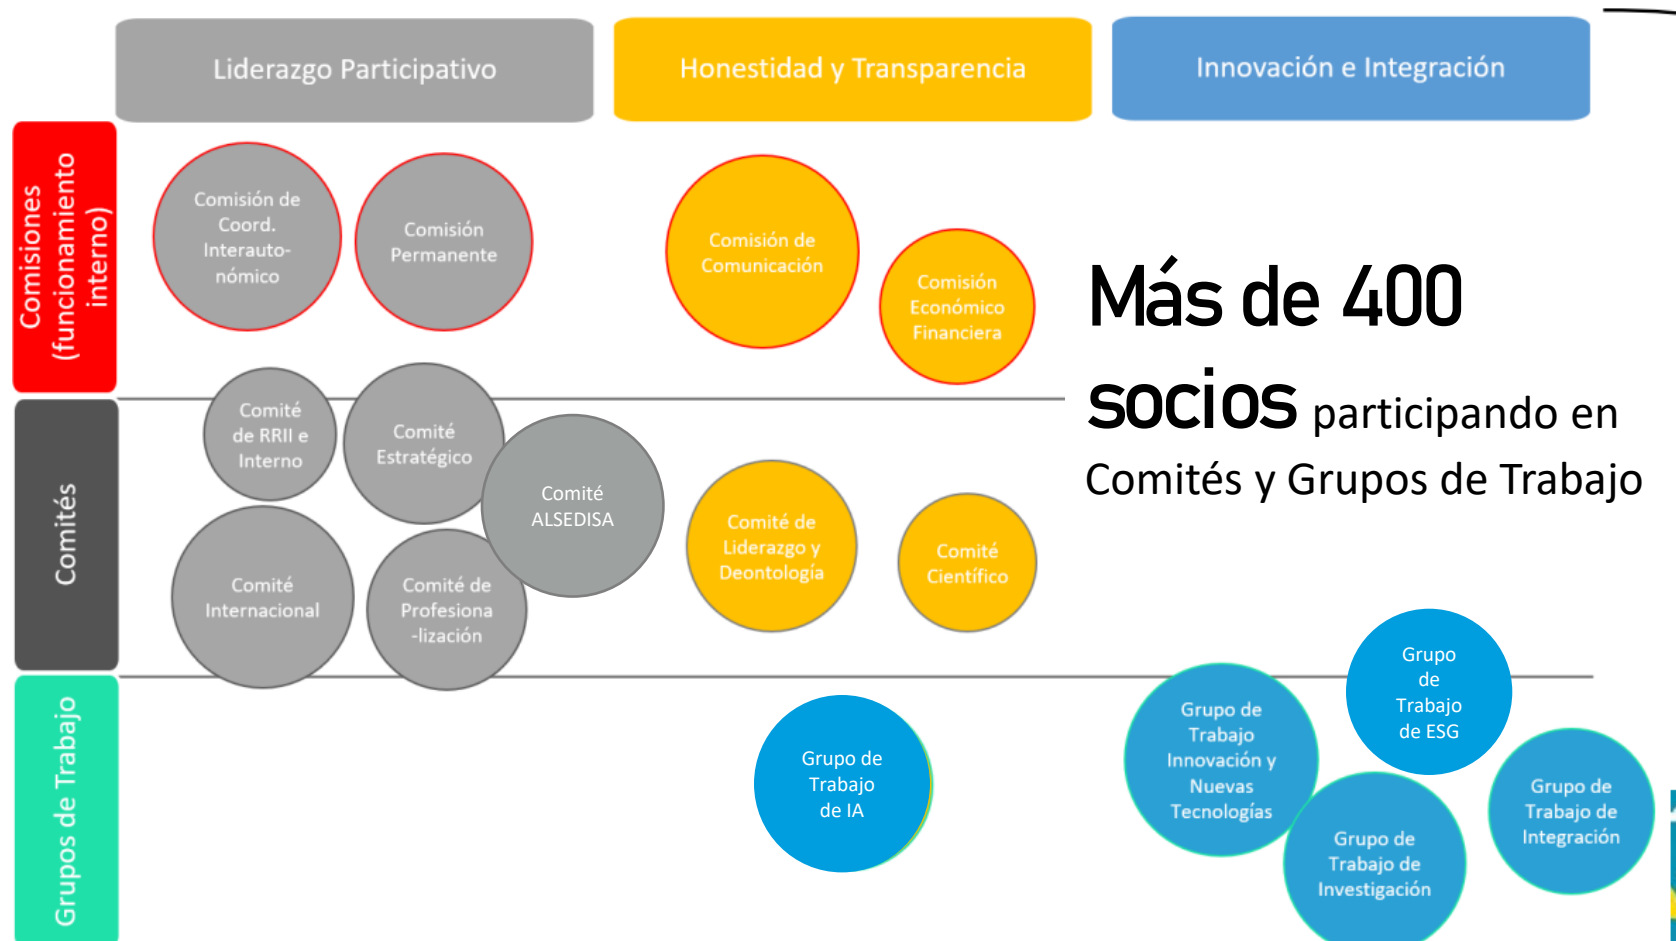 Liderazgo Participativo
Honestidad y Transparencia
Innovación e Integración
Comisiones
(funcionamiento
interno)
Comisión de
Coord.
Interauto-
nómico
Comisión
Permanente
Comisión de
Comunicación
Comisión
Económico
Financiera
Más de 400
socios participando en
Comités y Grupos de Trabajo
Comités
Comité
de RRII e
Interno
Comité
Estratégico
Comité
ALSEDISA
Comité
Internacional
Comité de
Profesiona
-lización
Comité de
Liderazgo y
Deontología
Comité
Científico
Grupos de Trabajo
Grupo de
Trabajo
de IA
Grupo de
Trabajo
Innovación y
Nuevas
Tecnologías
Grupo
de
Trabajo
de ESG
Grupo de
Trabajo de
Investigación
Grupo de
Trabajo de
Integración